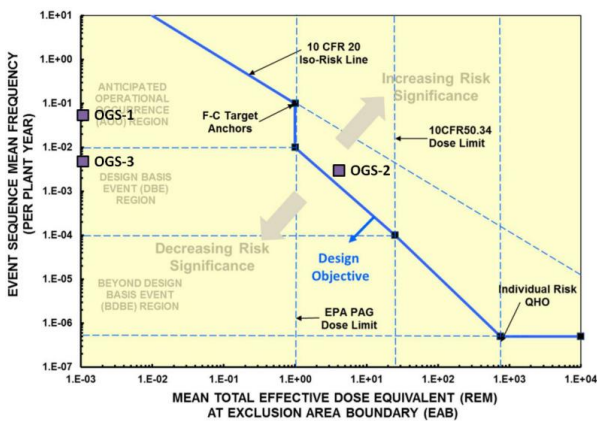 EVENT SEQUENCE MEAN FREQUENCY
(PER PLANT YEAR)
1.E+01
1.E+00
1.E-01
1.E-02
1.E-03
1.E-04
1.E-05
1.E-06
1.E-07
10 CFR 20
Iso-Risk Line
Increasing Risk
Significance
ANTICIPATED
OPERATIONAL
OCCURRENCE
(AOO) REGION
OGS-1
F-C Target
Anchors
10CFR50.34
Dose Limit
OGS-3
OGS-2
DESIGN BASIS
EVENT (DBE)
REGION
Decreasing Risk
Significance
Design
Objective
BEYOND DESIGN
BASIS EVENT
(BDBE) REGION
EPA PAG
Dose Limit
Individual Risk
QHO
1.E-03
1.E-02
1.E-01
1.E+00
1.E+01
1.E+02
1.E+03
1.E+04
MEAN TOTAL EFFECTIVE DOSE EQUIVALENT (REM)
AT EXCLUSION AREA BOUNDARY (EAB)